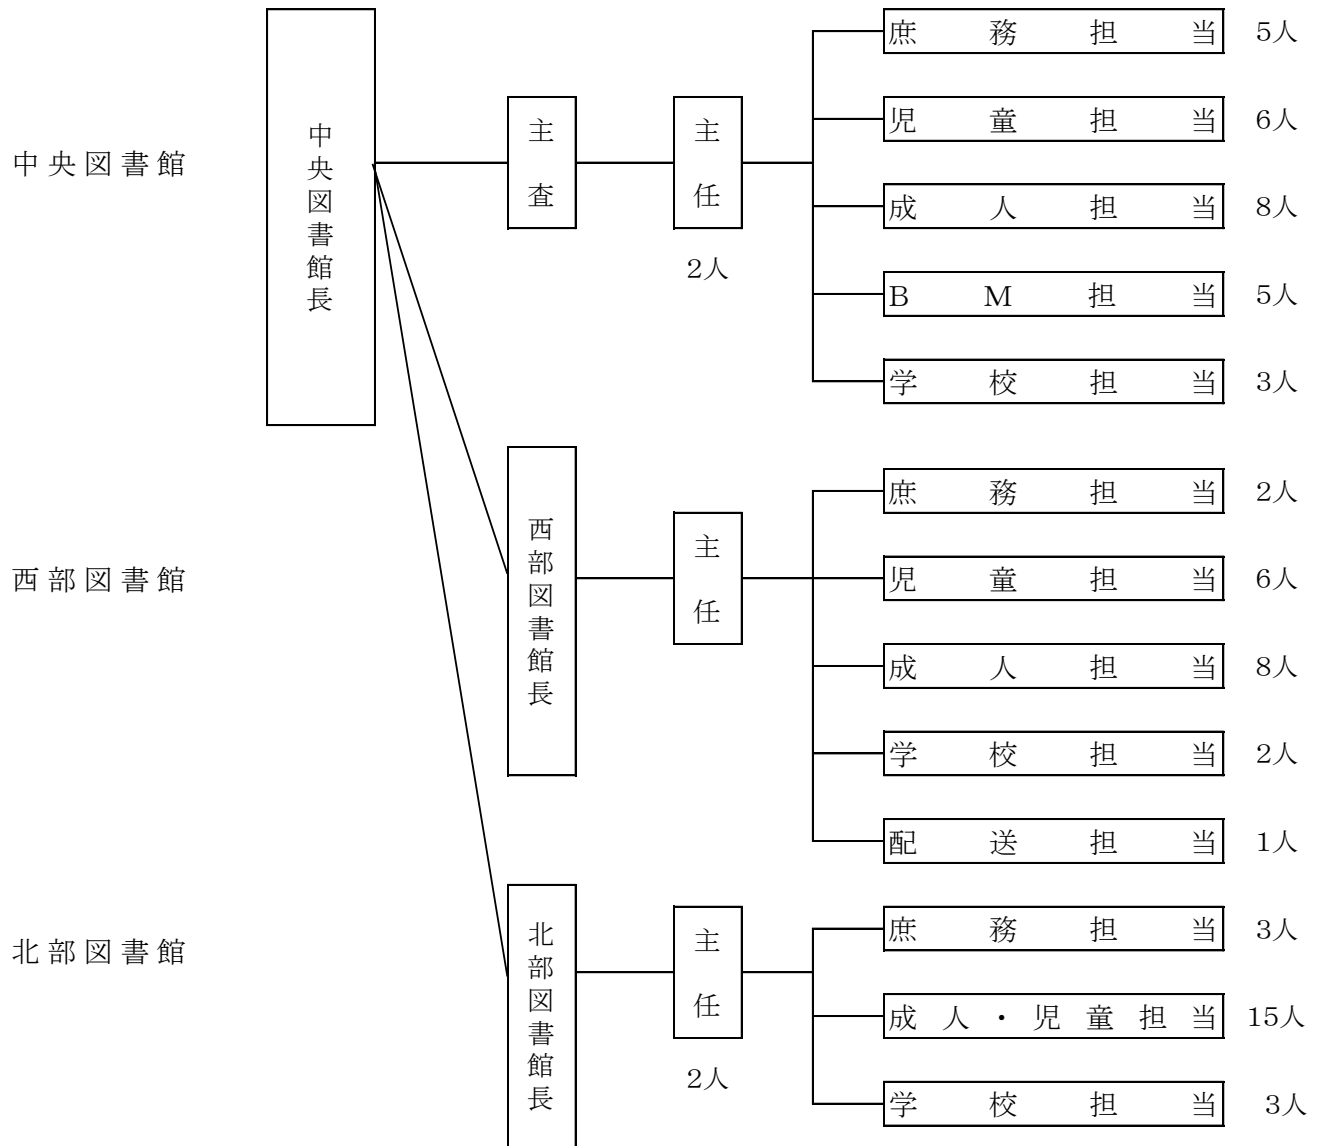 中央図書館
中央図書館長
主査
主任
2人
庶務担当 5人
児童担当 6人
成人担当 8人
BM担当 5人
学校担当 3人
西部図書館
西部図書館長
主任
庶務担当 2人
児童担当 6人
成人担当 8人
学校担当 2人
配送担当 1人
北部図書館
北部図書館長
主任
2人
庶務担当 3人
成人・児童担当 15人
学校担当 3人